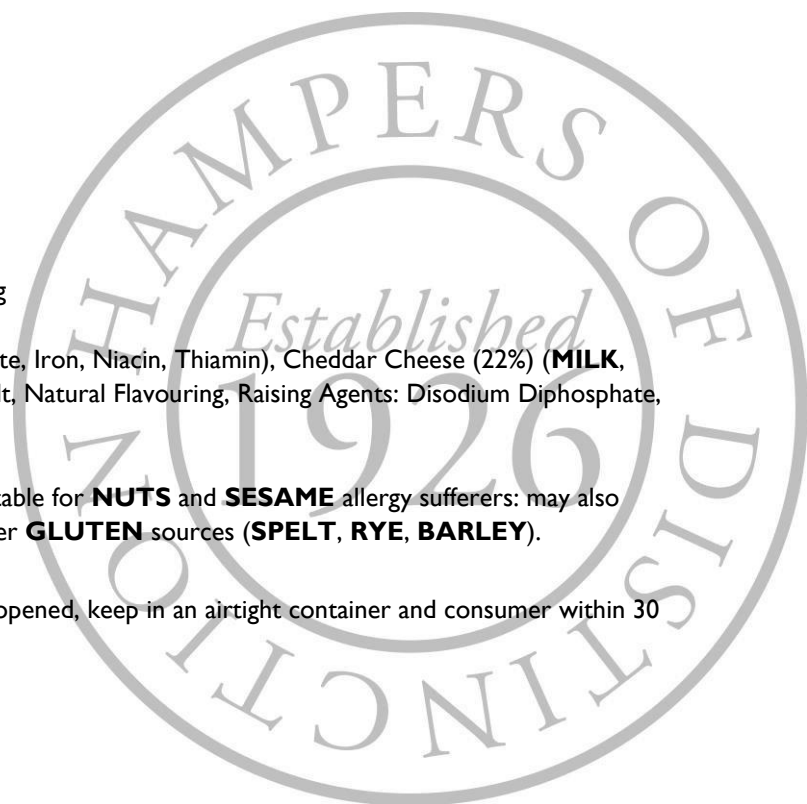 HAMPERS OF DISTINCTION
Established
1926
g
te, Iron, Niacin, Thiamin), Cheddar Cheese (22%) (MILK,
lt, Natural Flavouring, Raising Agents: Disodium Diphosphate,
table for NUTS and SESAME allergy sufferers: may also
er GLUTEN sources (SPELT, RYE, BARLEY).
opened, keep in an airtight container and consumer within 30